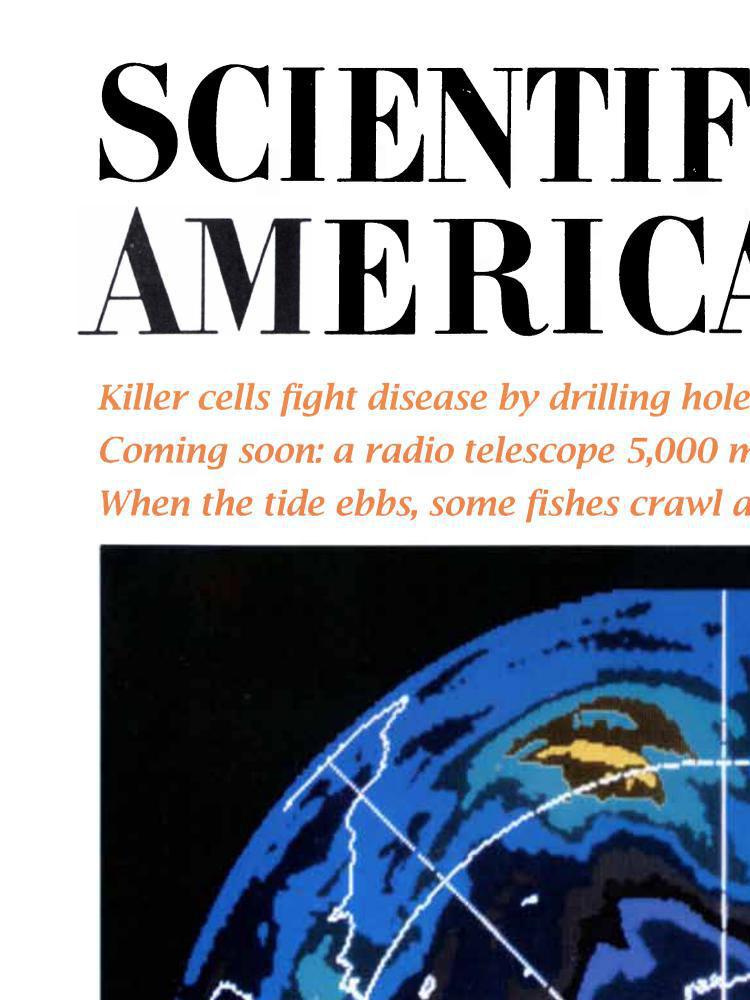 SCIENTIF
AMERICA
Killer cells fight disease by drilling hole
Coming soon: a radio telescope 5,000 m
When the tide ebbs, some fishes crawl a